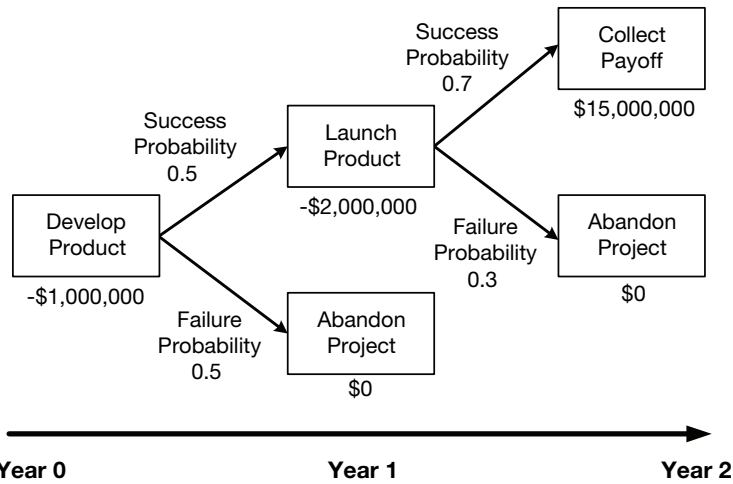 Success
Probability
0.7
Collect
Payoff
$15,000,000
Success
Probability
0.5
Launch
Product
-$2,000,000
Develop
Product
-$1,000,000
Failure
Probability
0.3
Abandon
Project
$0
Failure
Probability
0.5
Abandon
Project
$0
Year 0
Year 1
Year 2